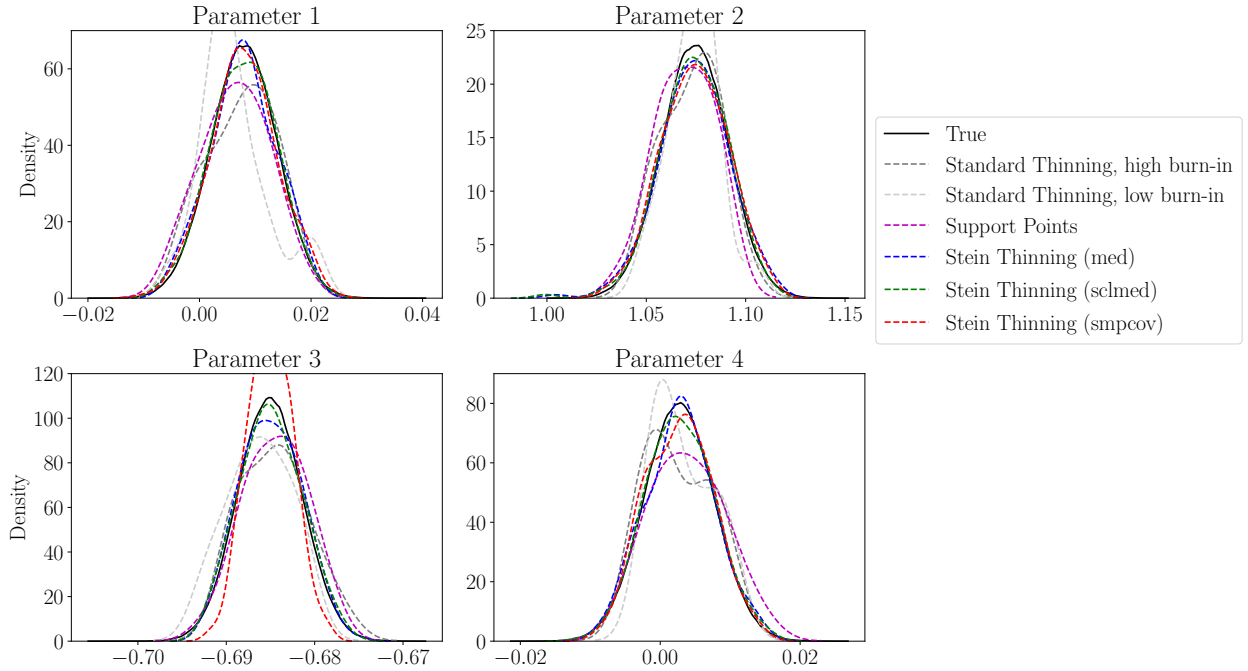 Parameter 1
Parameter 2
Density
0
20
40
60
−0.02
0.00
0.02
0.04
0
5
10
15
20
25
1.00
1.05
1.10
1.15
True
Standard Thinning, high burn-in
Standard Thinning, low burn-in
Support Points
Stein Thinning (med)
Stein Thinning (sclmed)
Stein Thinning (smpcov)
Parameter 3
Parameter 4
Density
0
20
40
60
80
100
120
−0.70
−0.69
−0.68
−0.67
0
20
40
60
80
−0.02
0.00
0.02